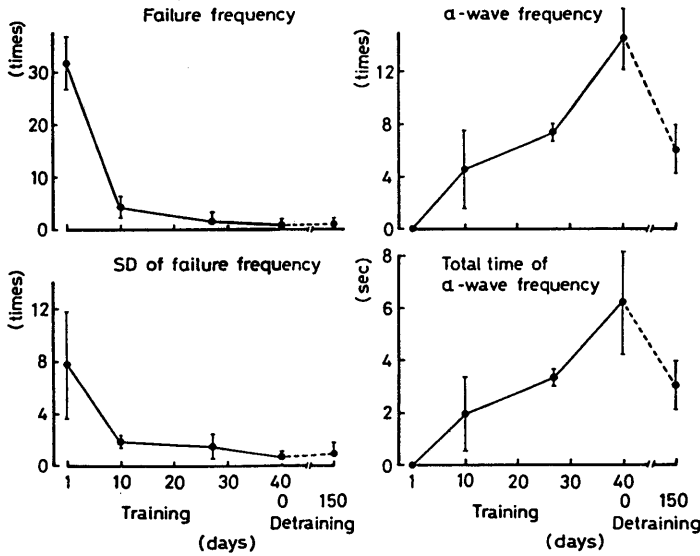 Failure frequency
(times)
30
20
10
0
α-wave frequency
(times)
12
8
4
0
SD of failure frequency
(times)
12
8
4
0
1 10 20 30 40 0 150
Training Detraining
(days)
Total time of
α-wave frequency
(sec)
8
6
4
2
0
1 10 20 30 40 0 150
Training Detraining
(days)